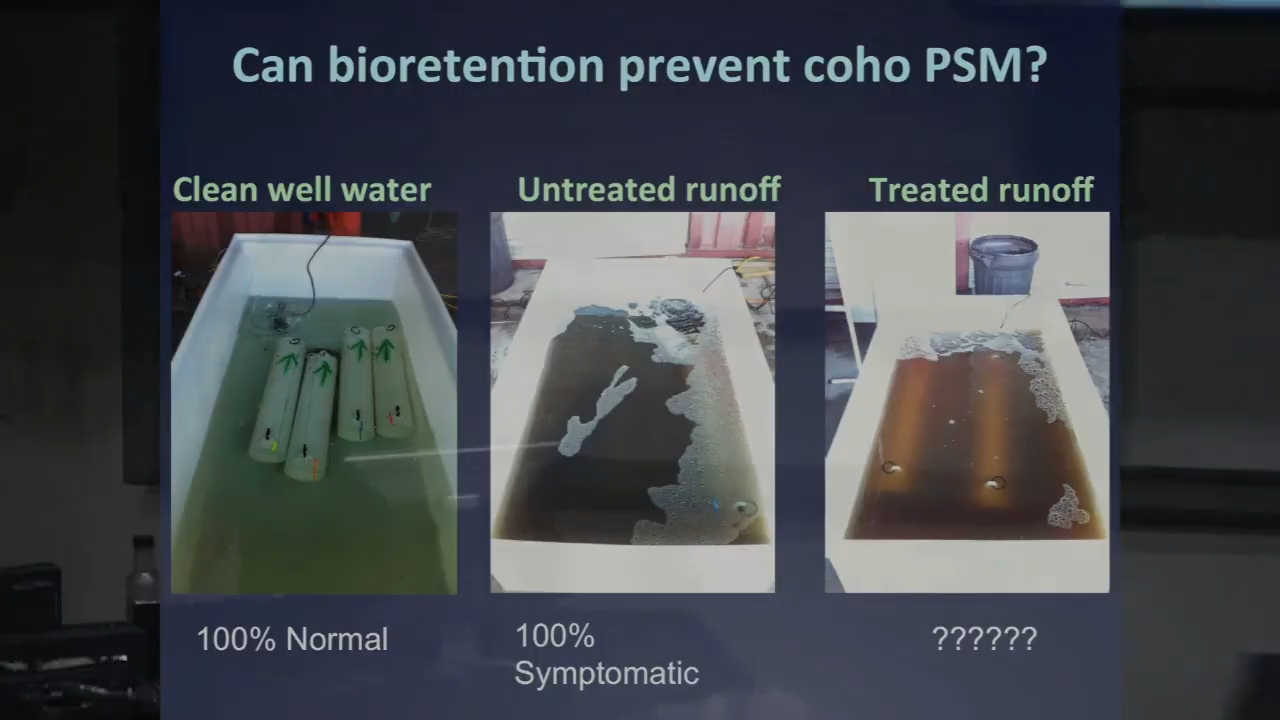 Can bioretention prevent coho PSM?
Clean well water
Untreated runoff
Treated runoff
100% Normal
100%
Symptomatic
??????